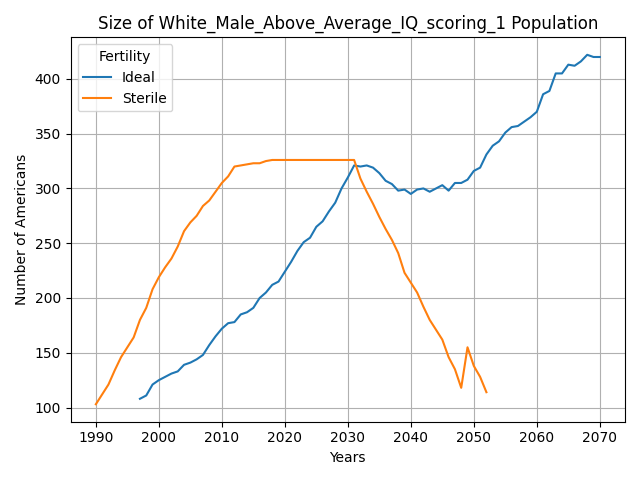 Size of White_Male_Above_Average_IQ_scoring_1 Population
Fertility
Ideal
Sterile
Number of Americans
400
350
300
250
200
150
100
1990 2000 2010 2020 2030 2040 2050 2060 2070
Years